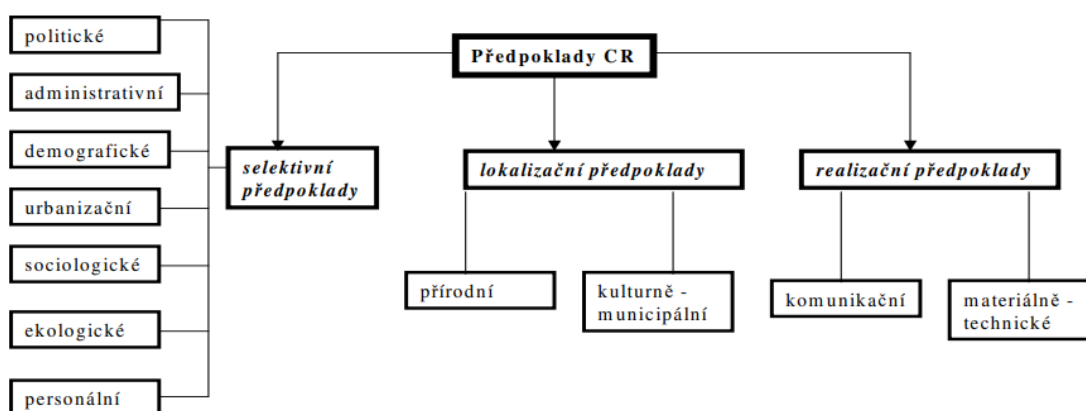 Předpoklady CR
selektivní
předpoklady
politické
administrativní
demografické
urbanizační
sociologické
ekologické
personální
lokalizační předpoklady
přírodní
kulturně -
municipální
realizační předpoklady
komunikační
materiálně -
technické